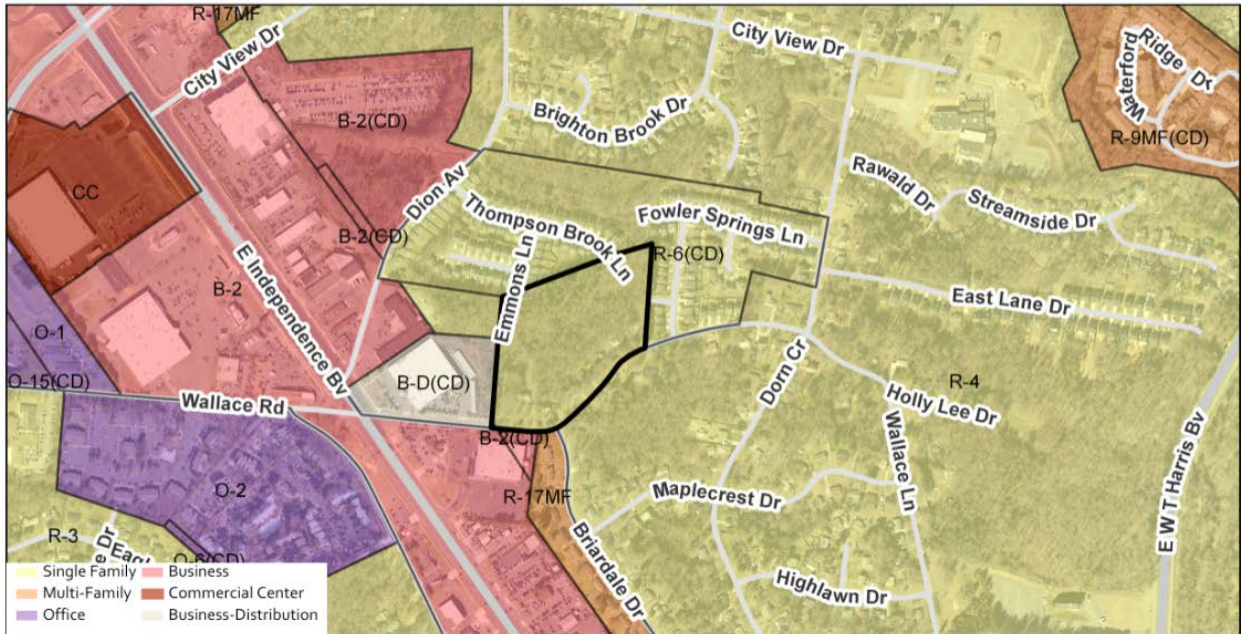 R-17MF
City View Dr
City View Dr
Ridge Dr
Waterford
R-9MF(CD)
B-2(CD)
Brighton Brook Dr
CC
Dion Av
Rawald Dr
Streamside Dr
Thompson Brook Ln
Fowler Springs Ln
B-2(CD)
R-6(CD)
E Independence Bv
B-2
Emmons Ln
East Lane Dr
O-1
O-15(CD)
B-D(CD)
Dorn Cr
R-4
Holly Lee Dr
Wallace Rd
B-2(CD)
Wallace Ln
O-2
R-17MF
Maplecrest Dr
E W T Harris Bv
R-3
e Dr
Eagl
O-6(CD)
Briardale Dr
Highlawn Dr
Single Family
Business
Multi-Family
Commercial Center
Office
Business-Distribution